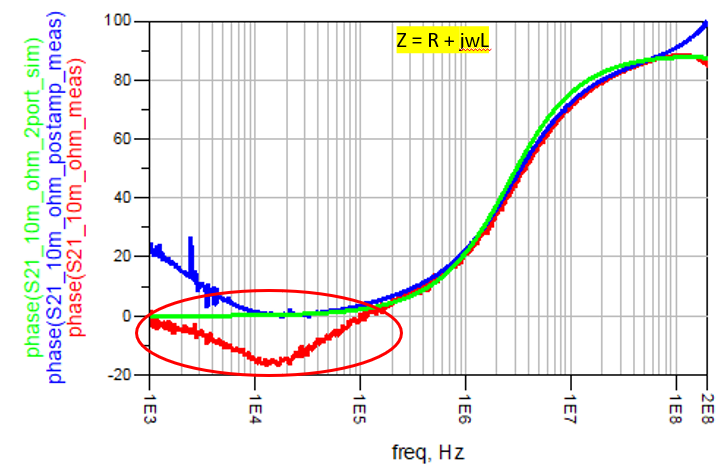 Z = R + jwL
phase(S21_10m_ohm_2port_sim)
phase(S21_10m_ohm_postamp_meas)
phase(S21_10m_ohm_meas)
100
80
60
40
20
0
-20
1E3
1E4
1E5
1E6
1E7
1E8
2E8
freq, Hz